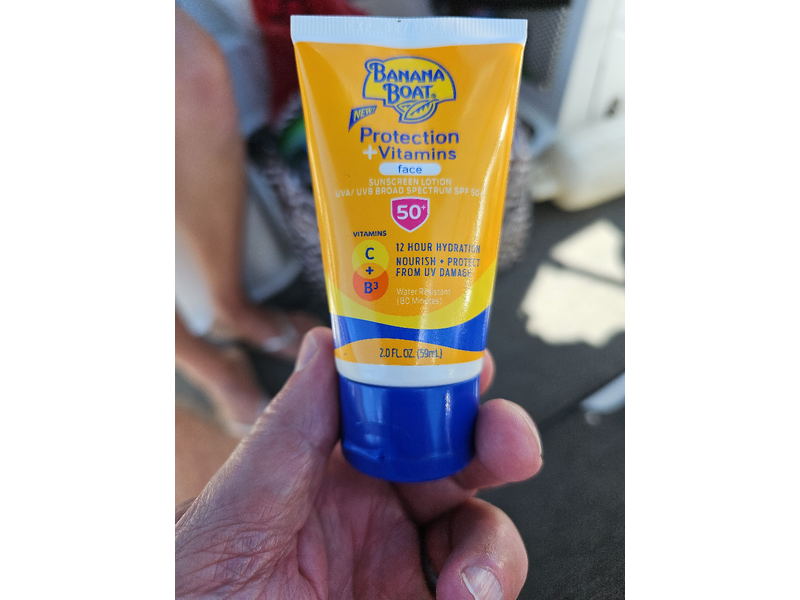 BANANA
BOAT
NEW!
Protection
+Vitamins
face
SUNSCREEN LOTION
UVA/ UVB BROAD SPECTRUM SPF 50+
50+
VITAMINS
C
+
B3
12 HOUR HYDRATION
NOURISH + PROTECT
FROM UV DAMAGE
Water Resistant
(80 Minutes)
2.0 FL. OZ. (59mL)